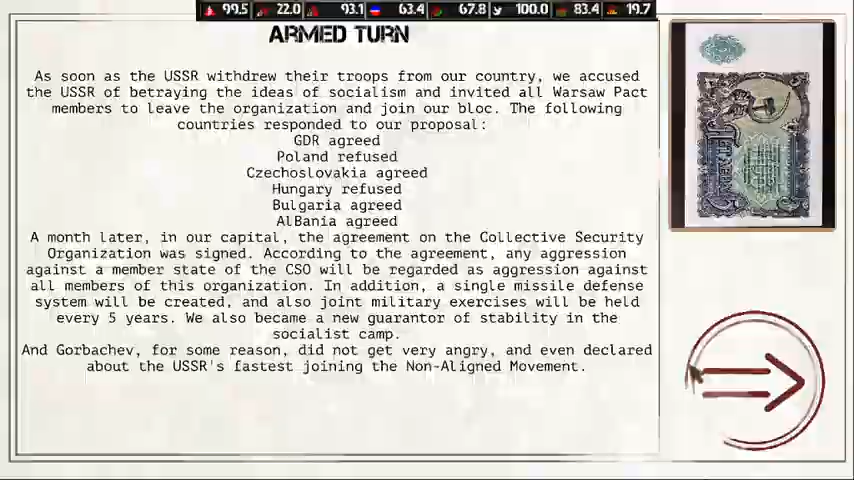 99.5 22.0 93.1 63.4 67.8 100.0 83.4 19.7
ARMED TURN
As soon as the USSR withdrew their troops from our country, we accused
the USSR of betraying the ideas of socialism and invited all Warsaw Pact
members to leave the organization and join our bloc. The following
countries responded to our proposal:
GDR agreed
Poland refused
Czechoslovakia agreed
Hungary refused
Bulgaria agreed
AlBania agreed
A month later, in our capital, the agreement on the Collective Security
Organization was signed. According to the agreement, any aggression
against a member state of the CSO will be regarded as aggression against
all members of this organization. In addition, a single missile defense
system will be created, and also joint military exercises will be held
every 5 years. We also became a new guarantor of stability in the
socialist camp.
And Gorbachev, for some reason, did not get very angry, and even declared
about the USSR's fastest joining the Non-Aligned Movement.